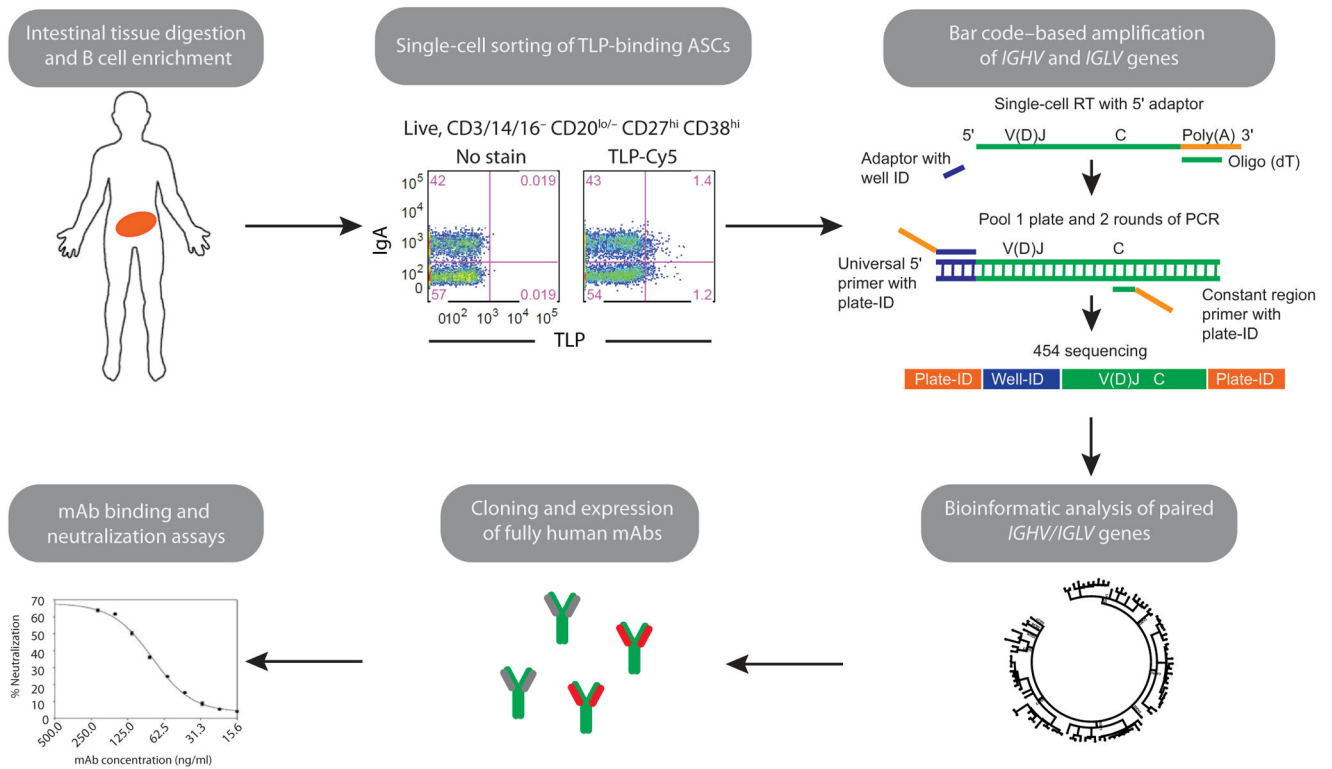 Intestinal tissue digestion
and B cell enrichment
Single-cell sorting of TLP-binding ASCs
Live, CD3/14/16⁻ CD20ˡᵒ/⁻ CD27ʰⁱ CD38ʰⁱ
No stain
TLP-Cy5
42
0.019
57
0.019
43
1.4
54
1.2
IgA
10⁵
10⁴
10³
10²
0
0 10² 10³ 10⁴ 10⁵
TLP
Bar code–based amplification
of IGHV and IGLV genes
Single-cell RT with 5' adaptor
5' V(D)J C Poly(A) 3'
Adaptor with
well ID
Oligo (dT)
Pool 1 plate and 2 rounds of PCR
V(D)J C
Universal 5'
primer with
plate-ID
Constant region
primer with
plate-ID
454 sequencing
Plate-ID Well-ID V(D)J C Plate-ID
Bioinformatic analysis of paired
IGHV/IGLV genes
Cloning and expression
of fully human mAbs
mAb binding and
neutralization assays
% Neutralization
70
60
50
40
30
20
10
0
500.0 250.0 125.0 62.5 31.3 15.6
mAb concentration (ng/ml)